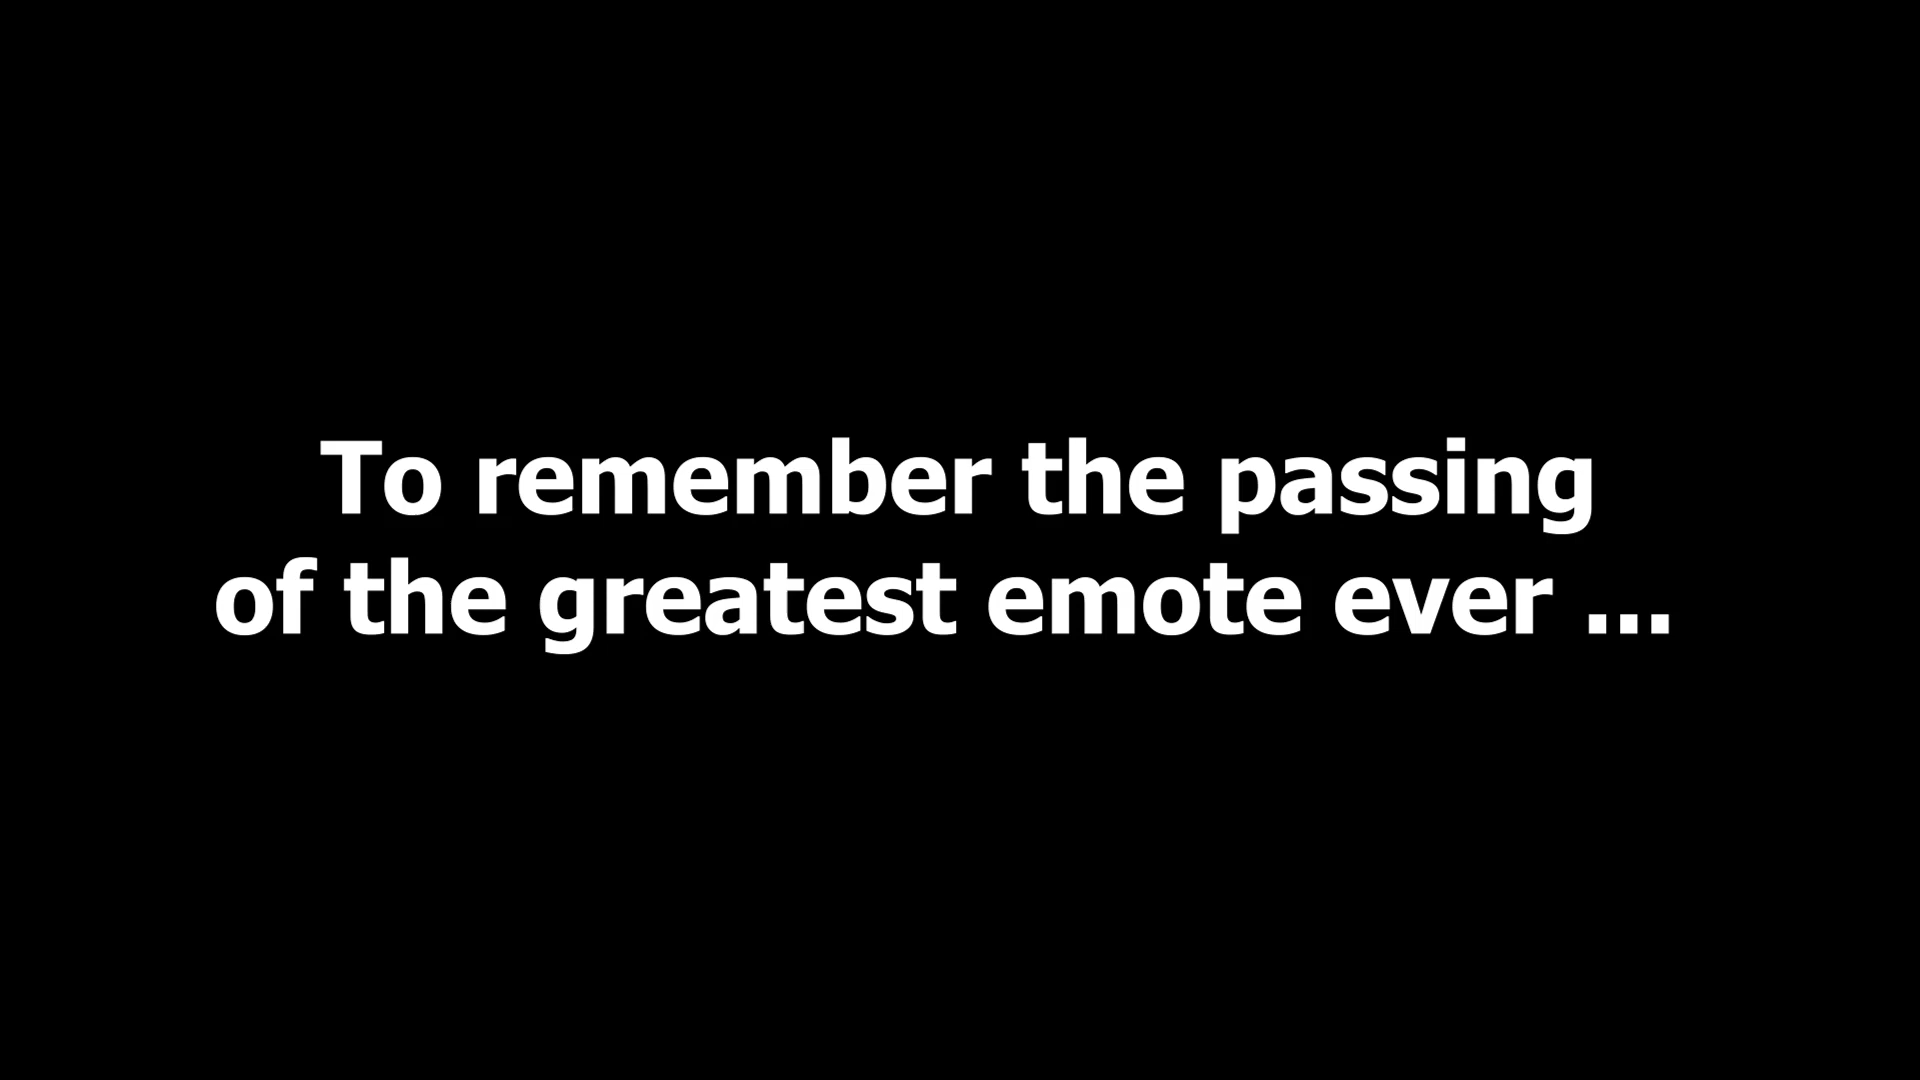 To remember the passing
of the greatest emote ever ...